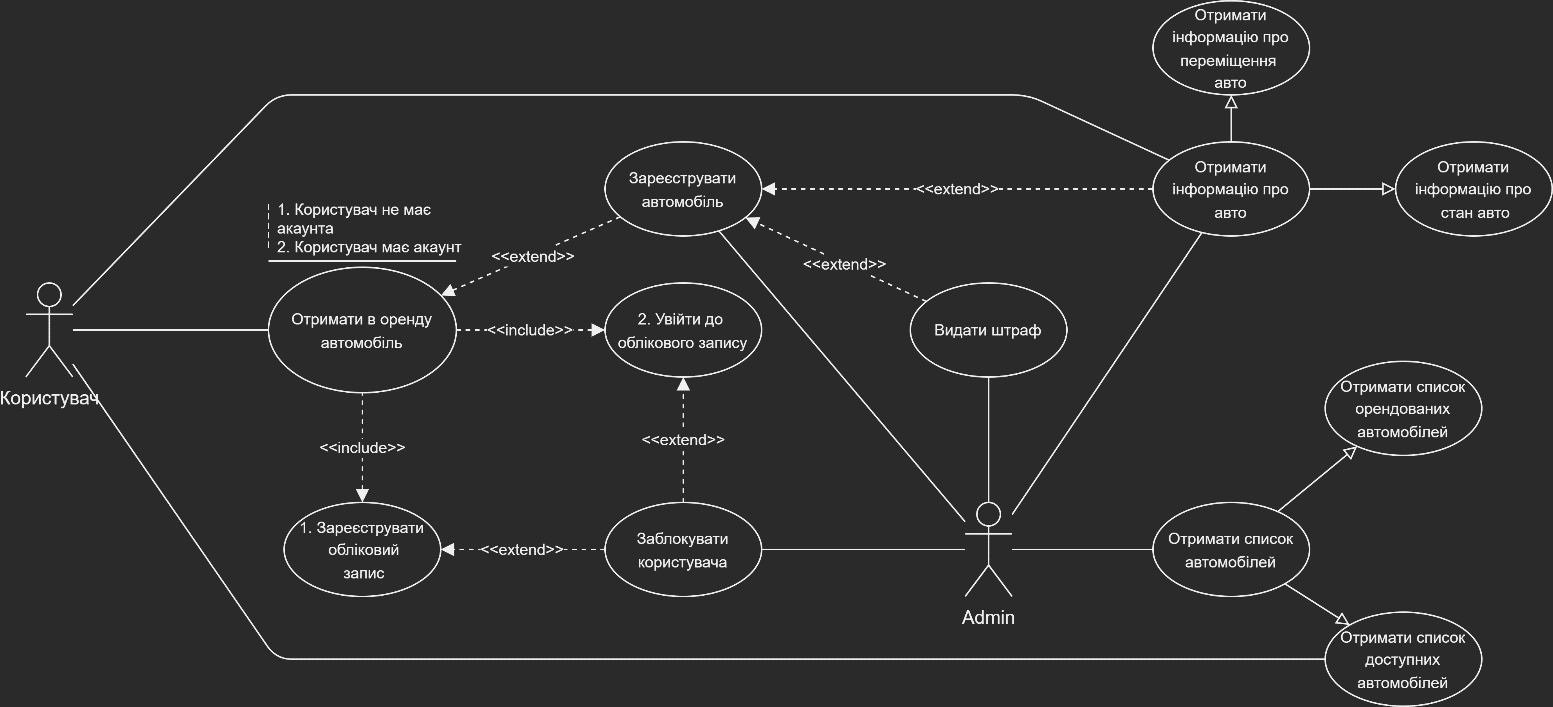 Отримати
інформацію про
переміщення
авто
Зареєструвати
автомобіль
<<extend>>
Отримати
інформацію про
авто
Отримати
інформацію про
стан авто
1. Користувач не має
акаунта
2. Користувач має акаунт
<<extend>>
<<extend>>
Отримати в оренду
автомобіль
<<include>>
2. Увійти до
облікового запису
Видати штраф
Користувач
<<include>>
<<extend>>
Отримати список
орендованих
автомобілей
1. Зареєструвати
обліковий
запис
<<extend>>
Заблокувати
користувача
Admin
Отримати список
автомобілей
Отримати список
доступних
автомобілей